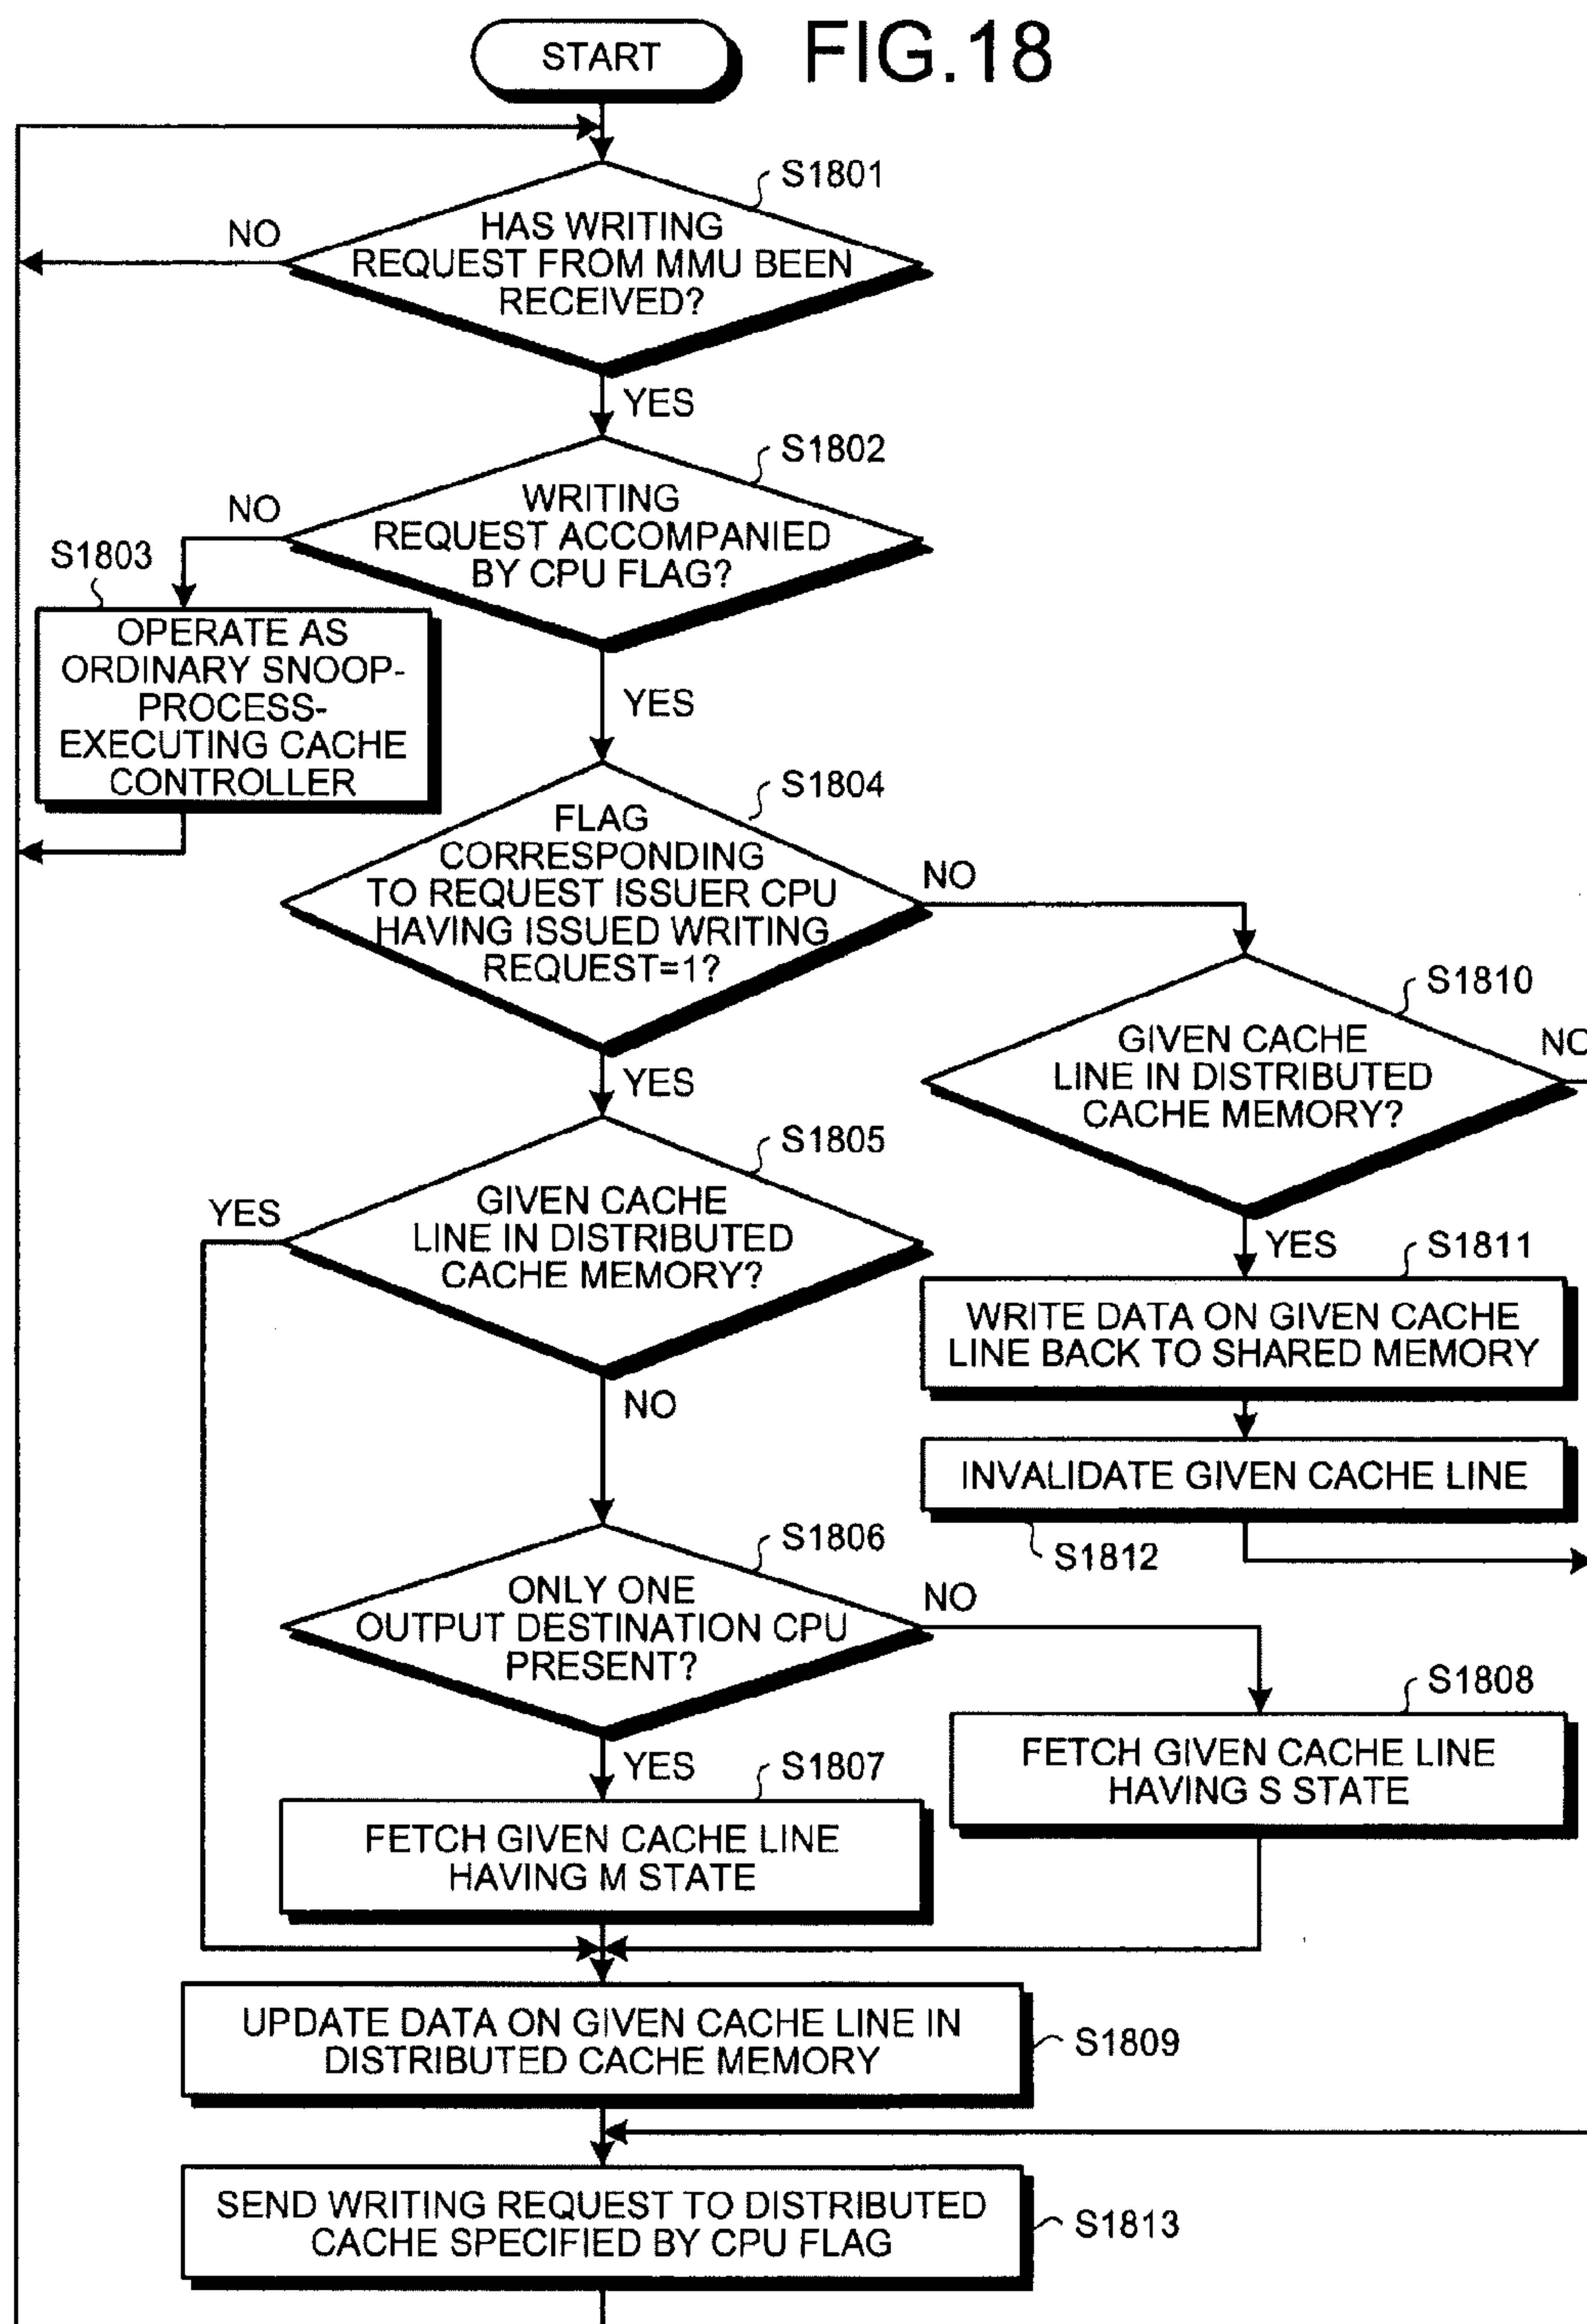 START
FIG.18
S1801
NO
HAS WRITING
REQUEST FROM MMU BEEN
RECEIVED?
YES
S1802
NO
WRITING
REQUEST ACCOMPANIED
BY CPU FLAG?
S1803
OPERATE AS
ORDINARY SNOOP-
PROCESS-
EXECUTING CACHE
CONTROLLER
YES
S1804
FLAG
CORRESPONDING
TO REQUEST ISSUER CPU
HAVING ISSUED WRITING
REQUEST=1?
NO
S1810
GIVEN CACHE
LINE IN DISTRIBUTED
CACHE MEMORY?
NO
YES
S1805
YES
GIVEN CACHE
LINE IN DISTRIBUTED
CACHE MEMORY?
YES
S1811
WRITE DATA ON GIVEN CACHE
LINE BACK TO SHARED MEMORY
NO
INVALIDATE GIVEN CACHE LINE
S1812
S1806
ONLY ONE
OUTPUT DESTINATION CPU
PRESENT?
NO
S1808
FETCH GIVEN CACHE LINE
HAVING S STATE
YES
S1807
FETCH GIVEN CACHE LINE
HAVING M STATE
UPDATE DATA ON GIVEN CACHE LINE IN
DISTRIBUTED CACHE MEMORY
S1809
SEND WRITING REQUEST TO DISTRIBUTED
CACHE SPECIFIED BY CPU FLAG
S1813